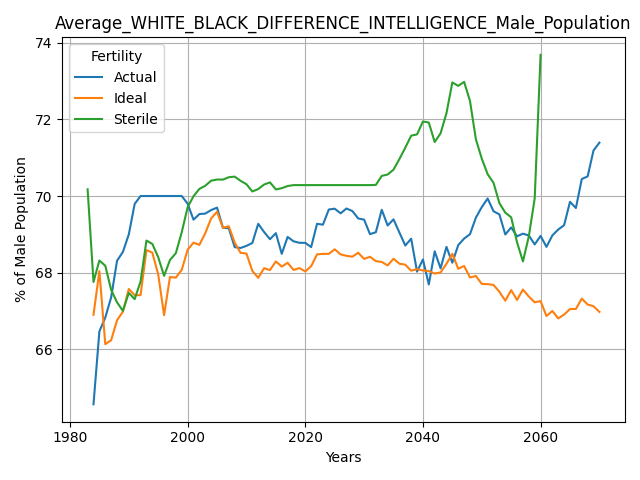 Average_WHITE_BLACK_DIFFERENCE_INTELLIGENCE_Male_Population
Fertility
Actual
Ideal
Sterile
% of Male Population
74
72
70
68
66
1980
2000
2020
2040
2060
Years